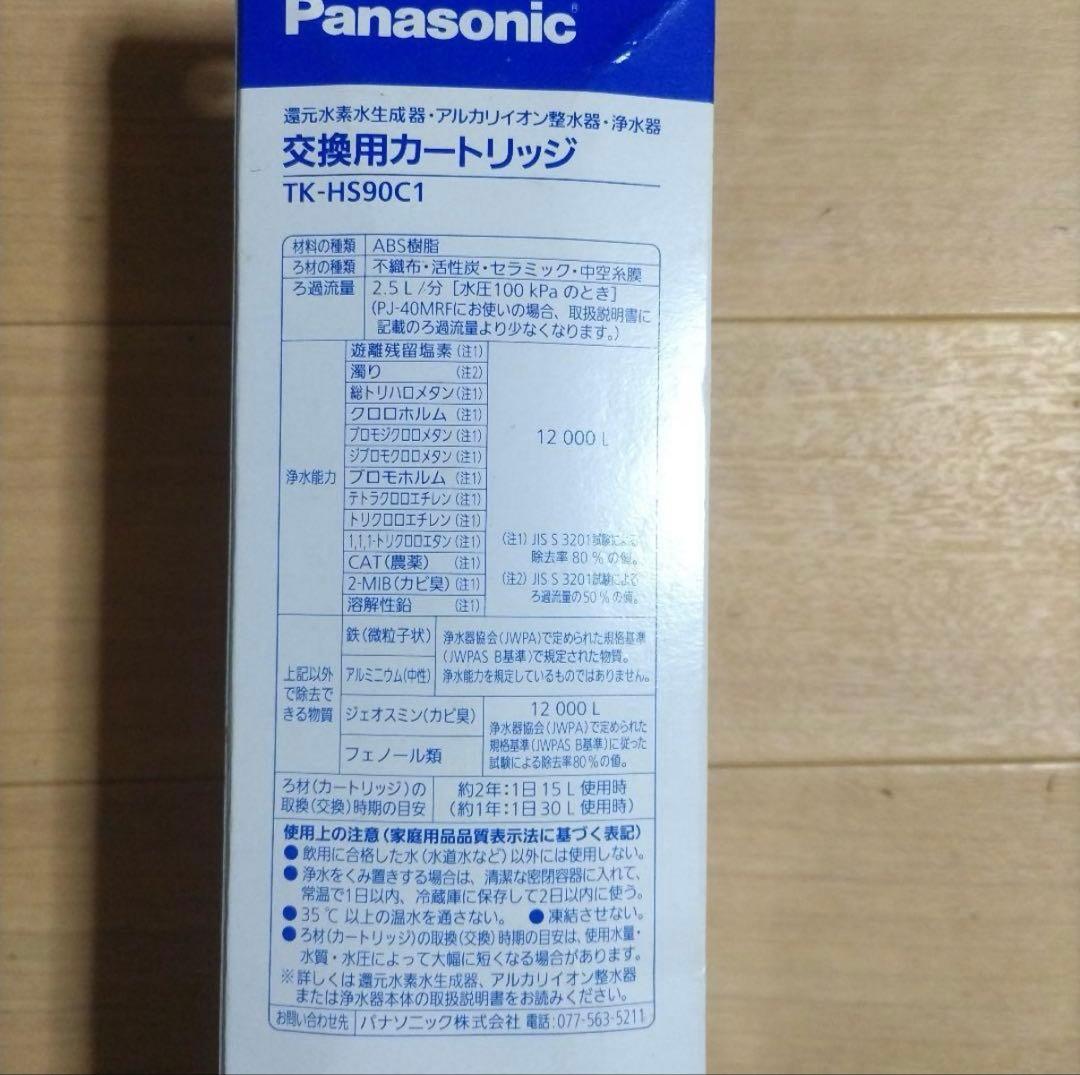 Panasonic
還元水素水生成器・アルカリイオン整水器・浄水器
交換用カートリッジ
TK-HS90C1
材料の種類 ABS樹脂
ろ材の種類 不織布・活性炭・セラミック・中空糸膜
ろ過流量 2.5 L/分 [水圧100 kPa のとき]
(PJ-40MRFにお使いの場合、取扱説明書に
記載のろ過流量より少なくなります。)
浄水能力
遊離残留塩素(注1)
濁り (注2)
総トリハロメタン(注1)
クロロホルム (注1)
ブロモジクロロメタン(注1)
ジブロモクロロメタン(注1)
ブロモホルム (注1)
テトラクロロエチレン(注1)
トリクロロエチレン(注1)
1,1,1-トリクロロエタン(注1)
CAT(農薬) (注1)
2-MIB(カビ臭)(注1)
溶解性鉛 (注1)
12 000 L
(注1) JIS S 3201試験による
除去率 80 % の値。
(注2) JIS S 3201試験による
ろ過流量の50 % の値。
上記以外
で除去で
きる物質
鉄(微粒子状)
アルミニウム(中性)
浄水器協会(JWPA)で定められた規格基準
(JWPAS B基準)で規定された物質。
浄水能力を規定しているものではありません。
ジェオスミン(カビ臭)
フェノール類
12 000 L
浄水器協会(JWPA)で定められた
規格基準(JWPAS B基準)に従った
試験による除去率80%の値。
ろ材(カートリッジ)の
取換(交換)時期の目安
約2年:1日 15 L 使用時
(約1年:1日 30 L 使用時)
使用上の注意(家庭用品品質表示法に基づく表記)
●飲用に合格した水(水道水など)以外には使用しない。
●浄水をくみ置きする場合は、清潔な密閉容器に入れて、
常温で1日以内、冷蔵庫に保存して2日以内に使う。
●35 ℃ 以上の温水を通さない。 ●凍結させない。
●ろ材(カートリッジ)の取換(交換)時期の目安は、使用水量・
水質・水圧によって大幅に短くなる場合があります。
※詳しくは還元水素水生成器、アルカリイオン整水器
または浄水器本体の取扱説明書をお読みください。
お問い合わせ先 パナソニック株式会社 電話:077-563-5211